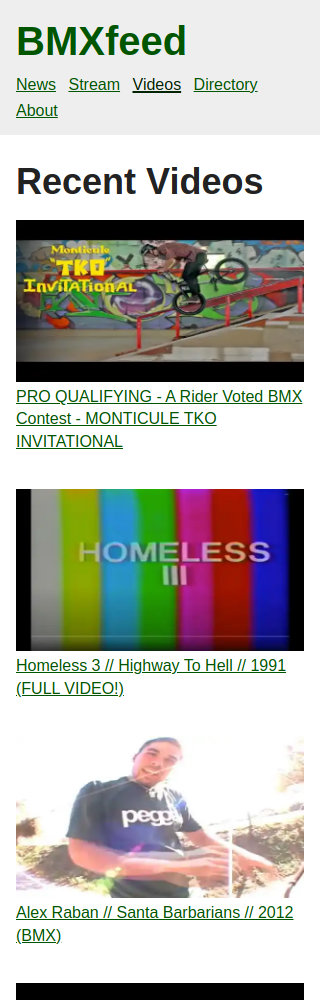 BMXfeed
News Stream Videos Directory
About
Recent Videos
Monticule
"TKO"
INVITATIONAL
PRO QUALIFYING - A Rider Voted BMX
Contest - MONTICULE TKO
INVITATIONAL
HOMELESS
III
Homeless 3 // Highway To Hell // 1991
(FULL VIDEO!)
Alex Raban // Santa Barbarians // 2012
(BMX)